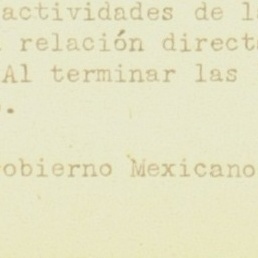 actividades de l
relación direct
Al terminar las
.
obierno Mexicano